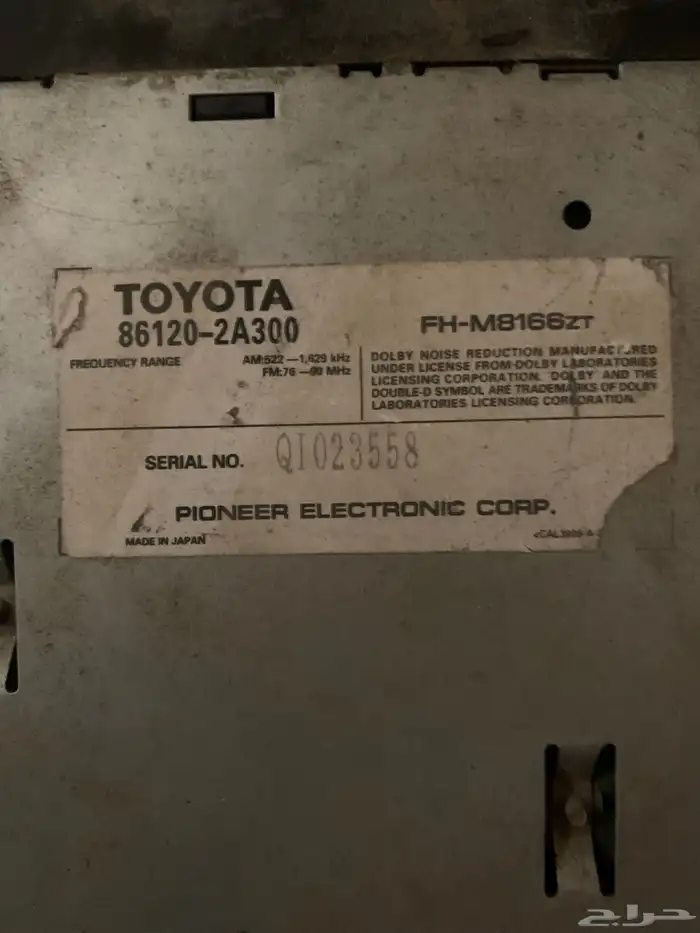 TOYOTA
86120-2A300
FH-M8166ZT
FREQUENCY RANGE
AM:522—1,629 kHz
FM:76—90 MHz
DOLBY NOISE REDUCTION MANUFACTURED
UNDER LICENSE FROM DOLBY LABORATORIES
LICENSING CORPORATION. DOLBY AND THE
DOUBLE-D SYMBOL ARE TRADEMARKS OF DOLBY
LABORATORIES LICENSING CORPORATION.
SERIAL NO. QI023558
PIONEER ELECTRONIC CORP.
MADE IN JAPAN
حراج